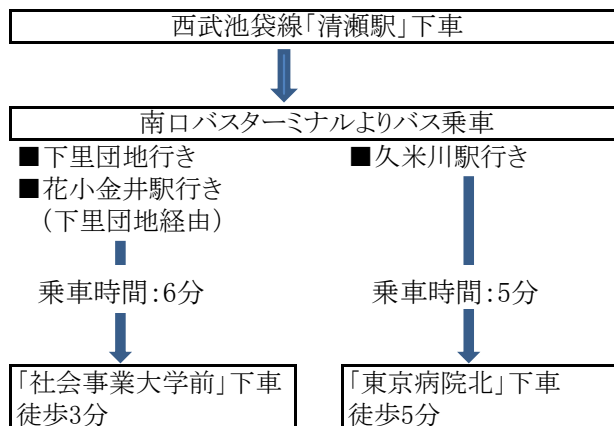 西武池袋線「清瀬駅」下車
南口バスターミナルよりバス乗車
■下里団地行き
■花小金井駅行き
(下里団地経由)
乗車時間:6分
「社会事業大学前」下車
徒歩3分
■久米川駅行き
乗車時間:5分
「東京病院北」下車
徒歩5分